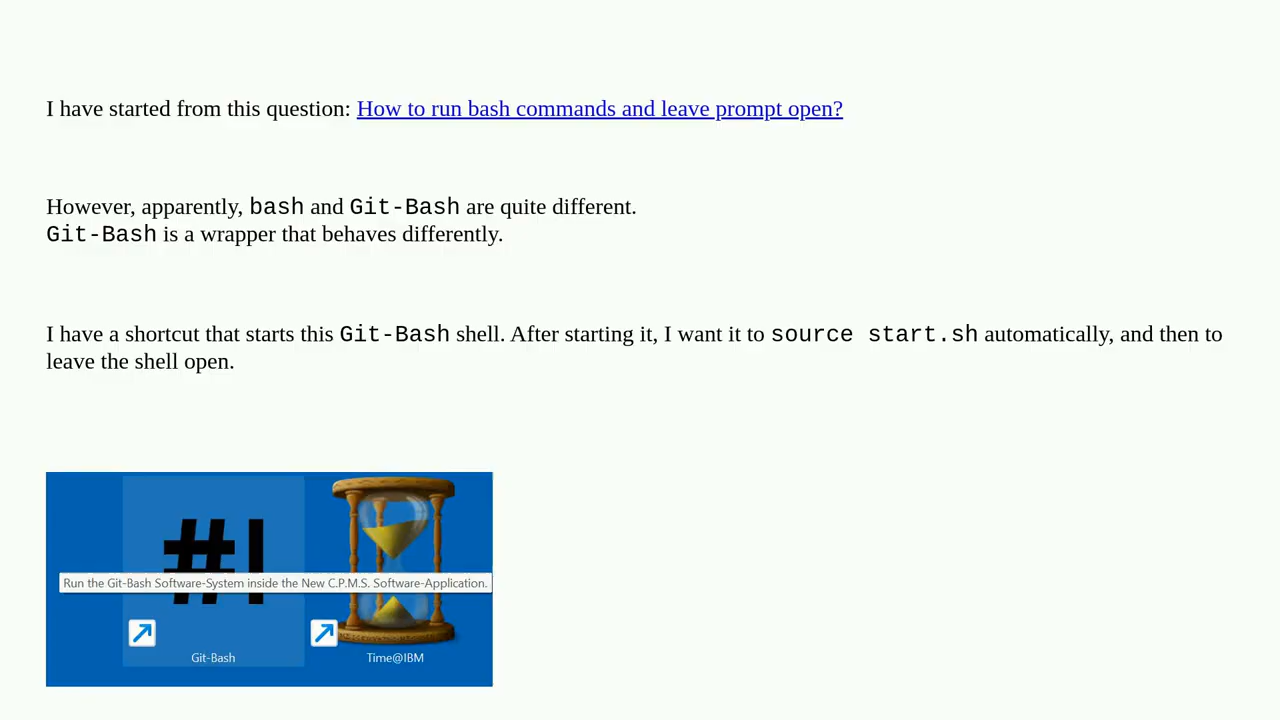 I have started from this question: How to run bash commands and leave prompt open?
However, apparently, bash and Git-Bash are quite different.
Git-Bash is a wrapper that behaves differently.
I have a shortcut that starts this Git-Bash shell. After starting it, I want it to source start.sh automatically, and then to
leave the shell open.
#!
Run the Git-Bash Software-System inside the New C.P.M.S. Software-Application.
Git-Bash
Time@IBM